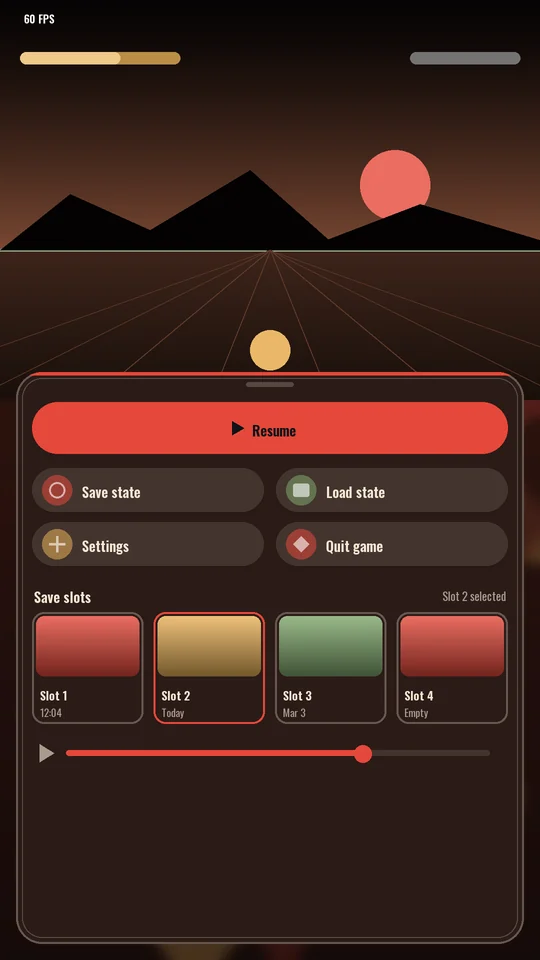 60 FPS
Resume
Save state
Load state
Settings
Quit game
Save slots
Slot 2 selected
Slot 1
12:04
Slot 2
Today
Slot 3
Mar 3
Slot 4
Empty